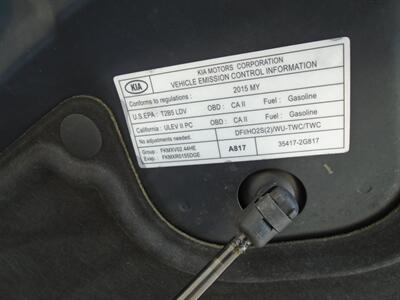 KIA
KIA MOTORS CORPORATION
VEHICLE EMISSION CONTROL INFORMATION
Conforms to regulations : 2015 MY
U.S.EPA : T2B5 LDV OBD : CA II Fuel : Gasoline
California : ULEV II PC OBD : CA II Fuel : Gasoline
No adjustments needed. DFI/HO2S(2)/WU-TWC/TWC
Group : FKMXV02.44HE A817 35417-2G817
Evap. : FKMXR0155DGE